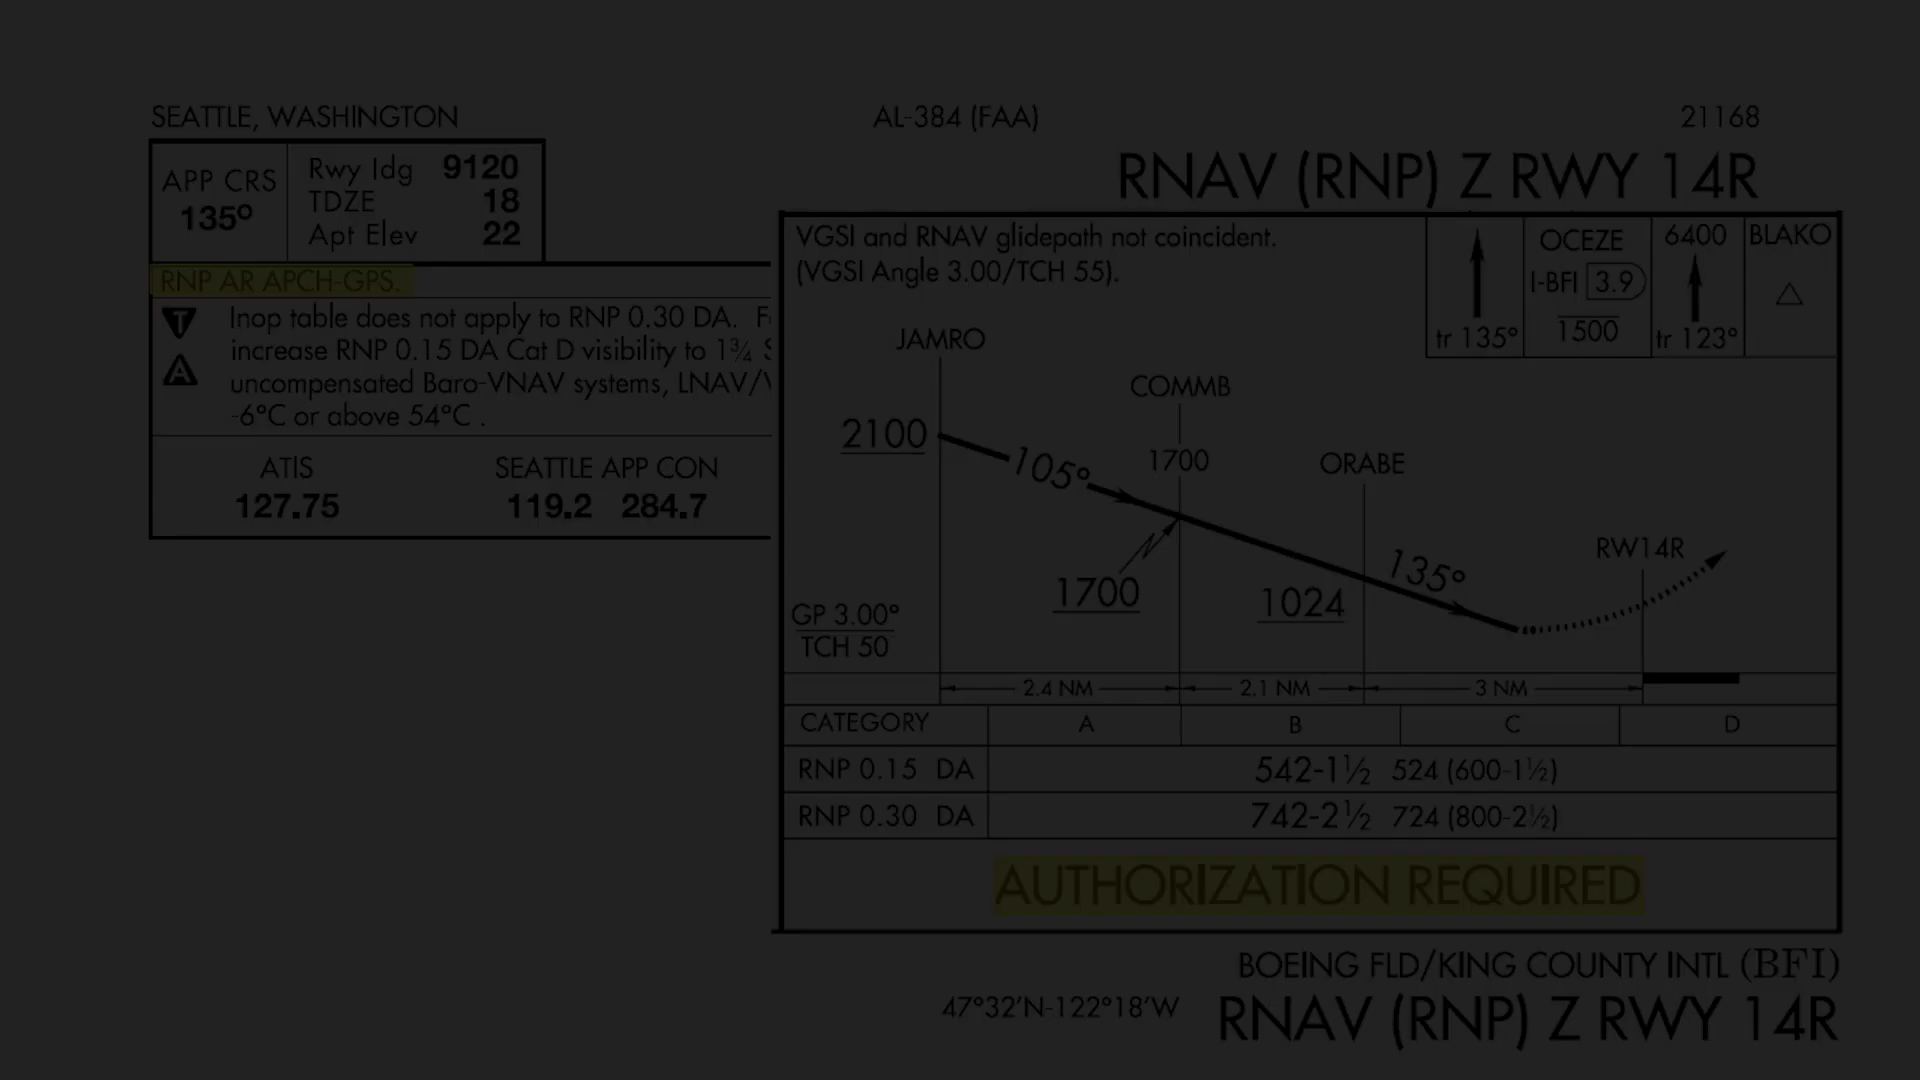 SEATTLE, WASHINGTON
AL-384 (FAA)
21168
RNAV (RNP) Z RWY 14R
APP CRS
135°
Rwy Idg 9120
TDZE 18
Apt Elev 22
RNP AR APCH-GPS.
T
Inop table does not apply to RNP 0.30 DA.
increase RNP 0.15 DA Cat D visibility to 1¾
A
uncompensated Baro-VNAV systems, LNAV/
-6°C or above 54°C .
ATIS
127.75
SEATTLE APP CON
119.2 284.7
VGSI and RNAV glidepath not coincident.
(VGSI Angle 3.00/TCH 55).
tr 135°
OCEZE
I-BFI 3.9
1500
6400
tr 123°
BLAKO
JAMRO
COMMB
2100
105°
1700
ORABE
135°
RW14R
1700
1024
GP 3.00°
TCH 50
2.4 NM
2.1 NM
3 NM
CATEGORY A B C D
RNP 0.15 DA 542-1½ 524 (600-1½)
RNP 0.30 DA 742-2½ 724 (800-2½)
AUTHORIZATION REQUIRED
BOEING FLD/KING COUNTY INTL (BFI)
47°32'N-122°18'W
RNAV (RNP) Z RWY 14R